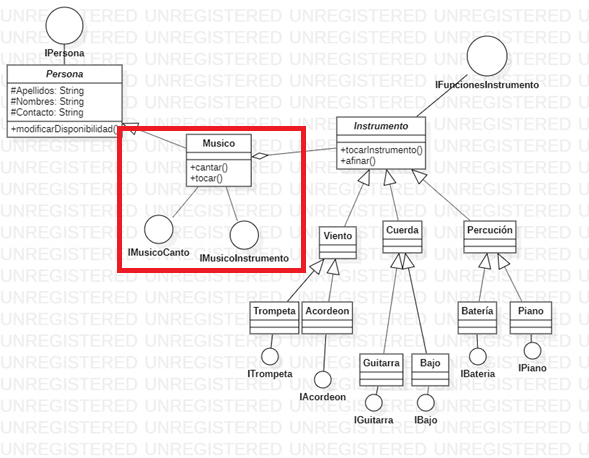 UNREGISTERED UNREGISTERED UNREGISTERED UNREGISTERED
IPersona
Persona
#Apellidos: String
#Nombres: String
#Contacto: String
+modificarDisponibilidad()
IFuncionesInstrumento
Musico
+cantar()
+tocar()
Instrumento
+tocarInstrumento()
+afinar()
IMusicoCanto
IMusicoInstrumento
Viento
Cuerda
Percución
Trompeta
Acordeon
Batería
Piano
ITrompeta
IAcordeon
Guitarra
Bajo
IBateria
IPiano
IGuitarra
IBajo